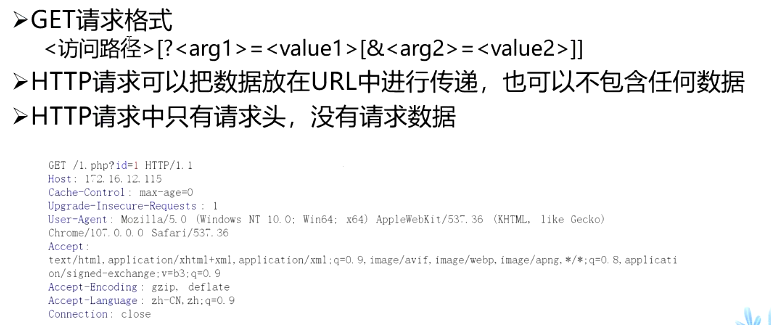 ➢GET请求格式
<访问路径>[?<arg1>=<value1>[&<arg2>=<value2>]]
➢HTTP请求可以把数据放在URL中进行传递，也可以不包含任何数据
➢HTTP请求中只有请求头，没有请求数据
GET /1.php?id=1 HTTP/1.1
Host: 172.16.12.115
Cache-Control: max-age=0
Upgrade-Insecure-Requests: 1
User-Agent: Mozilla/5.0 (Windows NT 10.0; Win64; x64) AppleWebKit/537.36 (KHTML, like Gecko)
Chrome/107.0.0.0 Safari/537.36
Accept:
text/html,application/xhtml+xml,application/xml;q=0.9,image/avif,image/webp,image/apng,*/*;q=0.8,applicati
on/signed-exchange;v=b3;q=0.9
Accept-Encoding: gzip, deflate
Accept-Language: zh-CN,zh;q=0.9
Connection: close